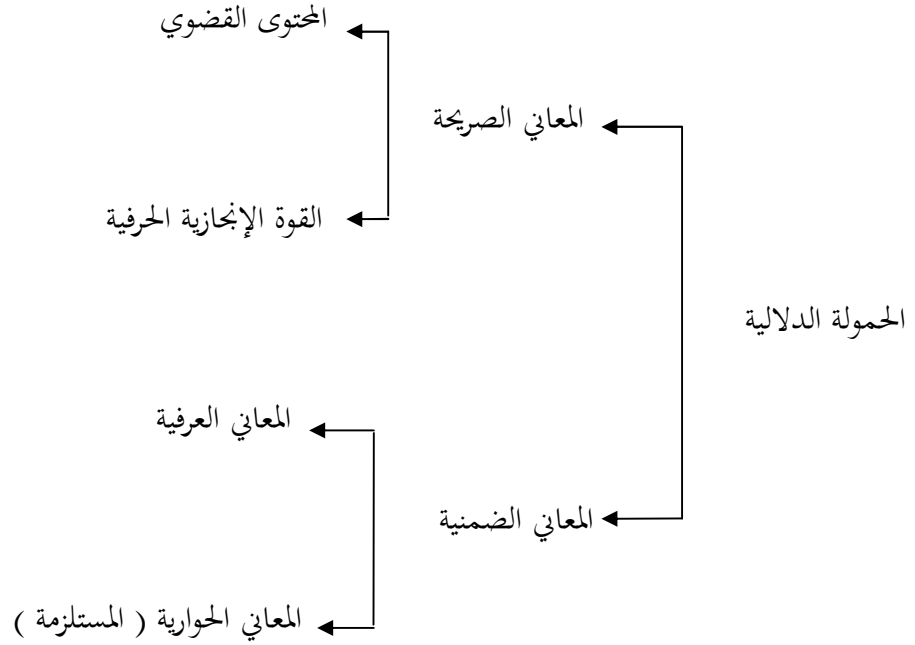 المحتوى القضوي
المعاني الصريحة
القوة الإنجازية الحرفية
الحمولة الدلالية
المعاني العرفية
المعاني الضمنية
المعاني الحوارية ( المستلزمة )